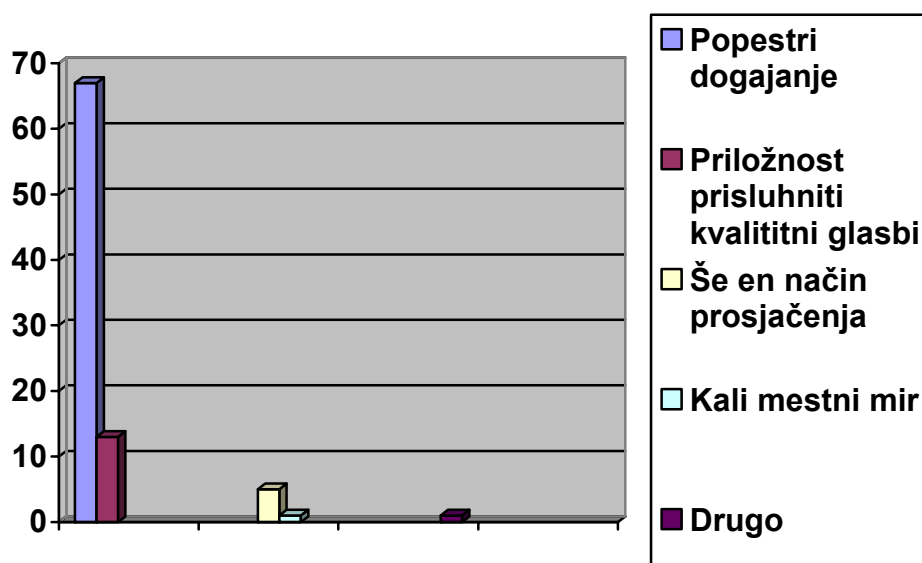 70
60
50
40
30
20
10
0
Popestri
dogajanje
Priložnost
prisluhniti
kvalititni glasbi
Še en način
prosjačenja
Kali mestni mir
Drugo